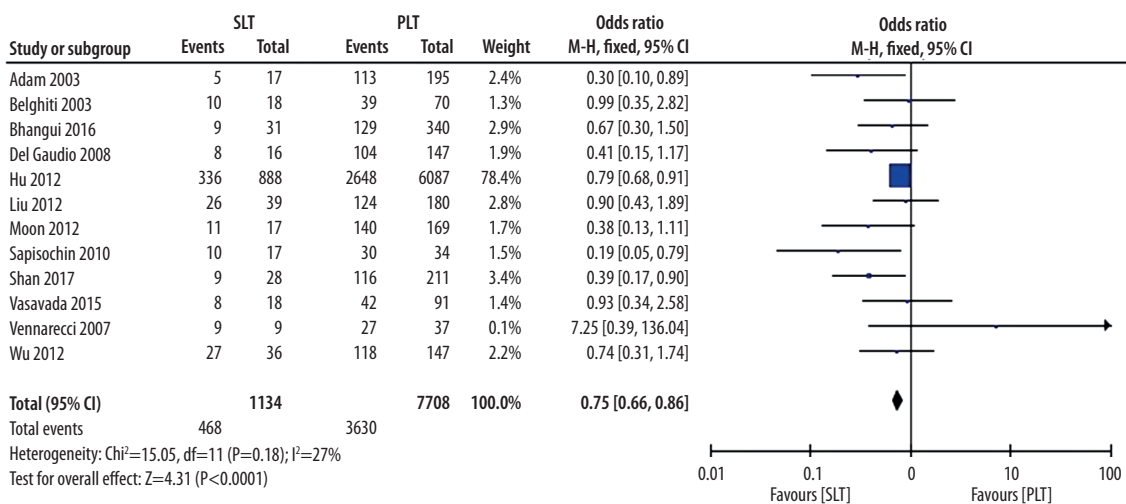 SLT PLT Odds ratio Odds ratio
Study or subgroup Events Total Events Total Weight M-H, fixed, 95% CI M-H, fixed, 95% CI
Adam 2003 5 17 113 195 2.4% 0.30 [0.10, 0.89]
Belghiti 2003 10 18 39 70 1.3% 0.99 [0.35, 2.82]
Bhangui 2016 9 31 129 340 2.9% 0.67 [0.30, 1.50]
Del Gaudio 2008 8 16 104 147 1.9% 0.41 [0.15, 1.17]
Hu 2012 336 888 2648 6087 78.4% 0.79 [0.68, 0.91]
Liu 2012 26 39 124 180 2.8% 0.90 [0.43, 1.89]
Moon 2012 11 17 140 169 1.5% 0.38 [0.13, 1.11]
Sapisochin 2010 10 17 30 34 1.5% 0.19 [0.05, 0.79]
Shan 2017 9 28 116 211 3.4% 0.39 [0.17, 0.90]
Vasavada 2015 8 18 42 91 1.4% 0.93 [0.34, 2.58]
Vennarecci 2007 9 9 27 37 0.1% 7.25 [0.39, 136.04]
Wu 2012 27 36 118 147 2.2% 0.74 [0.31, 1.74]
Total (95% CI) 1134 7708 100.0% 0.75 [0.66, 0.86]
Total events 468 3630
Heterogeneity: Chi²=15.05, df=11 (P=0.18); I²=27%
Test for overall effect: Z=4.31 (P<0.0001)
0.01 0.1 0 10 100
Favours [SLT] Favours [PLT]